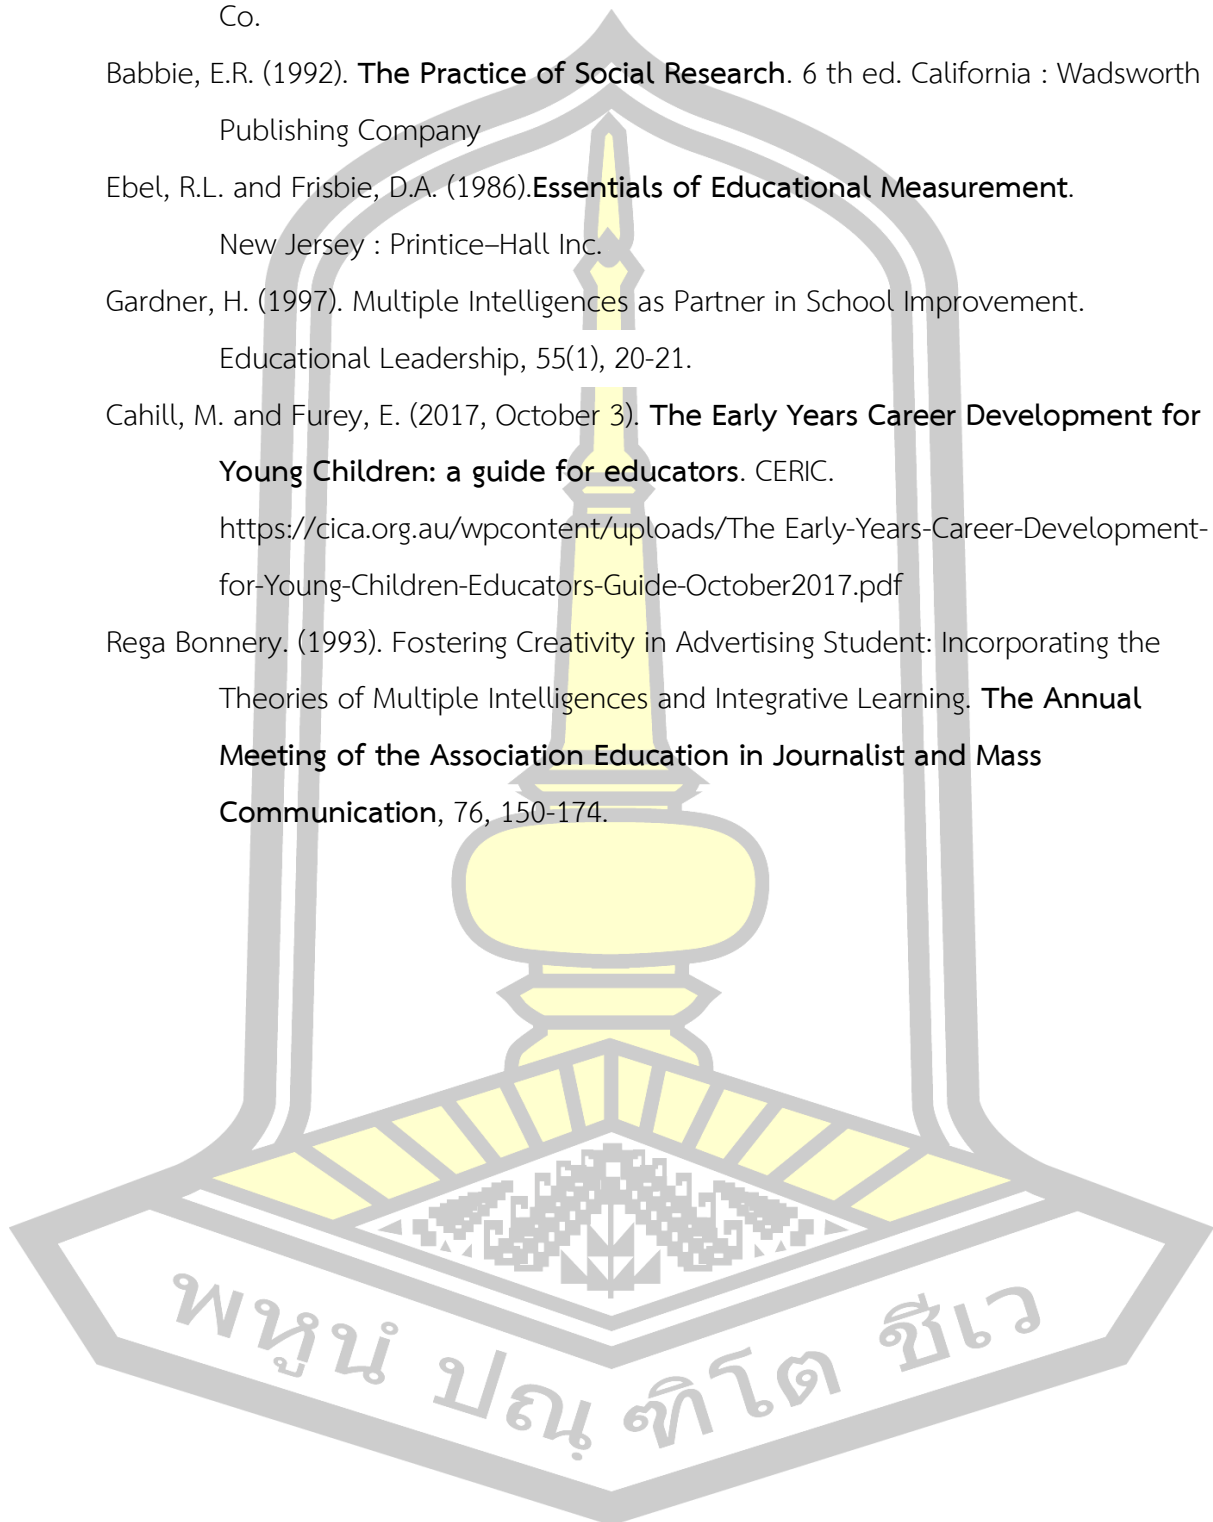 Co.
Babbie, E.R. (1992). The Practice of Social Research. 6 th ed. California : Wadsworth
Publishing Company
Ebel, R.L. and Frisbie, D.A. (1986).Essentials of Educational Measurement.
New Jersey : Printice–Hall Inc.
Gardner, H. (1997). Multiple Intelligences as Partner in School Improvement.
Educational Leadership, 55(1), 20-21.
Cahill, M. and Furey, E. (2017, October 3). The Early Years Career Development for
Young Children: a guide for educators. CERIC.
https://cica.org.au/wpcontent/uploads/The Early-Years-Career-Development-
for-Young-Children-Educators-Guide-October2017.pdf
Rega Bonnery. (1993). Fostering Creativity in Advertising Student: Incorporating the
Theories of Multiple Intelligences and Integrative Learning. The Annual
Meeting of the Association Education in Journalist and Mass
Communication, 76, 150-174.
พหูนํ ปณฺฑิโต ชีเว